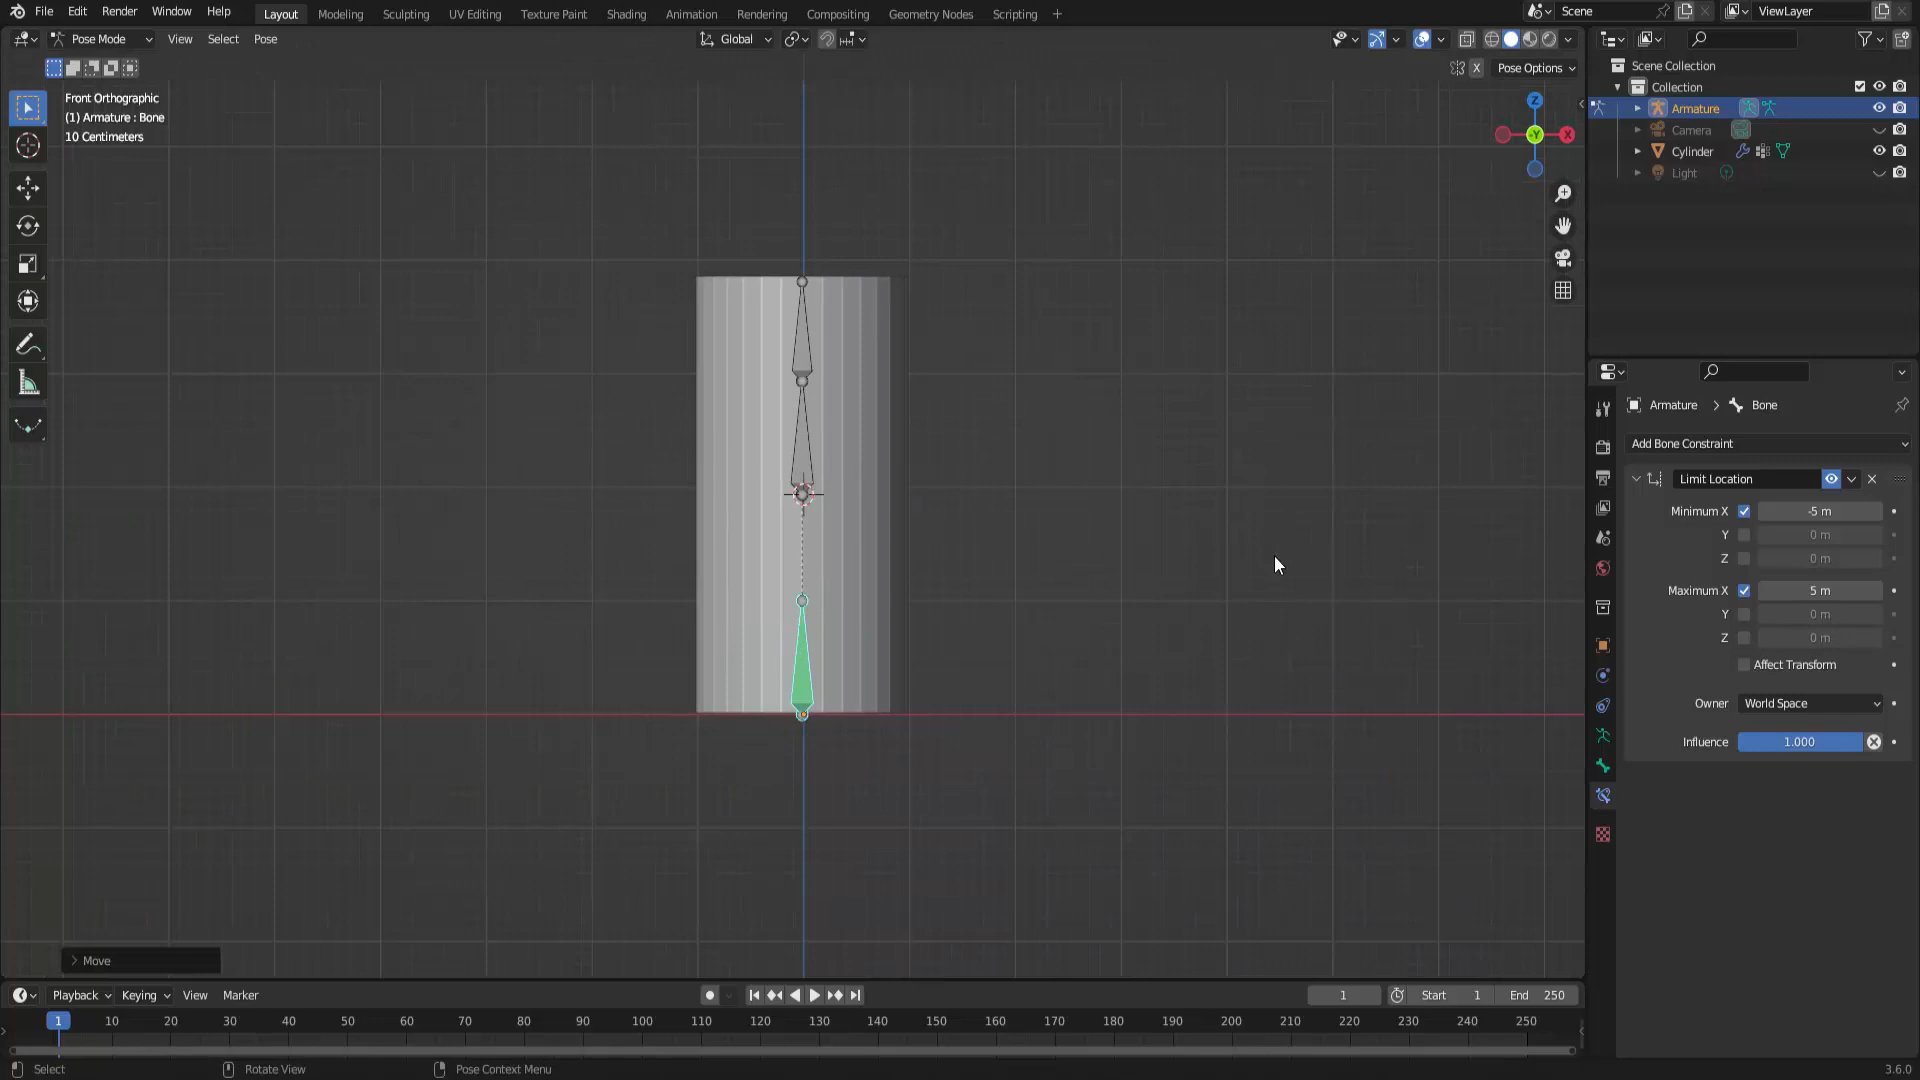 File Edit Render Window Help Layout Modeling Sculpting UV Editing Texture Paint Shading Animation Rendering Compositing Geometry Nodes Scripting + Scene ViewLayer
Pose Mode View Select Pose Global
X Pose Options
Front Orthographic
(1) Armature : Bone
10 Centimeters
Z
-Y X
Scene Collection
Collection
Armature
Camera
Cylinder
Light
Armature > Bone
Add Bone Constraint
Limit Location
Minimum X -5 m
Y 0 m
Z 0 m
Maximum X 5 m
Y 0 m
Z 0 m
Affect Transform
Owner World Space
Influence 1.000
> Move
Playback Keying View Marker 1 Start 1 End 250
1 10 20 30 40 50 60 70 80 90 100 110 120 130 140 150 160 170 180 190 200 210 220 230 240 250
Select Rotate View Pose Context Menu 3.6.0